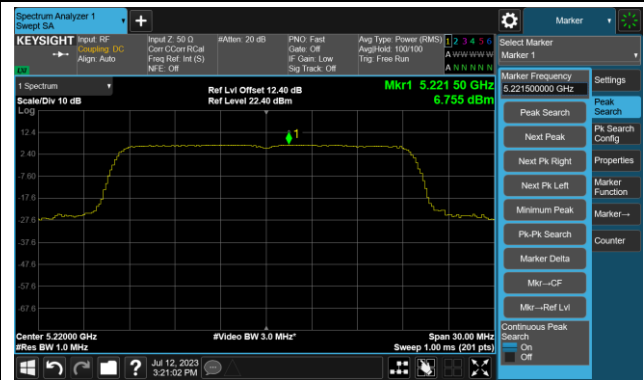 Spectrum Analyzer 1
Swept SA
Marker
KEYSIGHT
Input: RF
Coupling: DC
Align: Auto
Input Z: 50 Ω
Corr CCorr RCal
Freq Ref: Int (S)
NFE: Off
#Atten: 20 dB
PNO: Fast
Gate: Off
IF Gain: Low
Sig Track: Off
Avg Type: Power (RMS)
Avg|Hold: 100/100
Trig: Free Run
1 2 3 4 5 6
A W W W W W
A N N N N N
Select Marker
Marker 1
1 Spectrum
Scale/Div 10 dB
Log
Ref Lvl Offset 12.40 dB
Ref Level 22.40 dBm
Mkr1 5.221 50 GHz
6.755 dBm
1
12.4
2.40
-7.60
-17.6
-27.6
-37.6
-47.6
-57.6
-67.6
Center 5.22000 GHz
#Res BW 1.0 MHz
#Video BW 3.0 MHz*
Span 30.00 MHz
Sweep 1.00 ms (201 pts)
Marker Frequency
5.221500000 GHz
Peak Search
Next Peak
Next Pk Right
Next Pk Left
Minimum Peak
Pk-Pk Search
Marker Delta
Mkr→CF
Mkr→Ref Lvl
Continuous Peak
Search
On
Off
Settings
Peak
Search
Pk Search
Config
Properties
Marker
Function
Marker→
Counter
Jul 12, 2023
3:21:02 PM